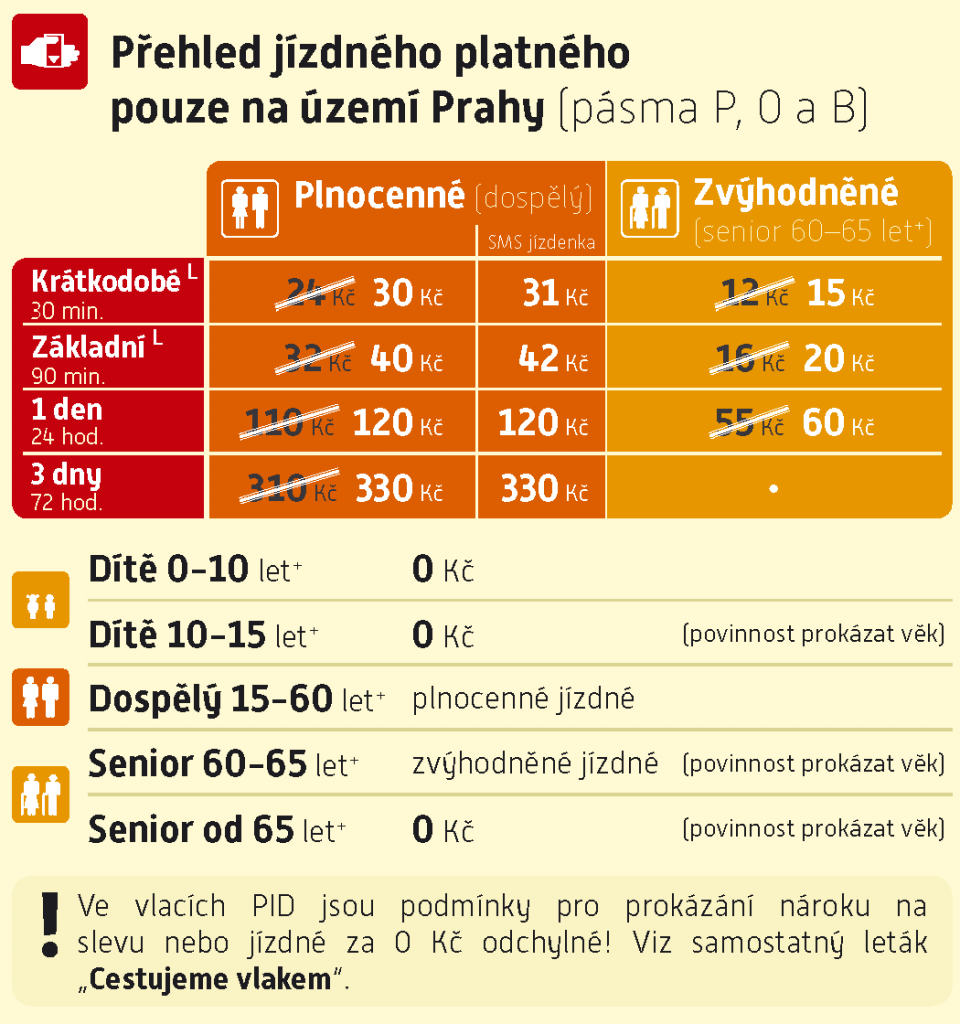 Přehled jízdného platného
pouze na území Prahy (pásma P, O a B)
Plnocenné (dospělý)
SMS jízdenka
Zvýhodněné
(senior 60–65 let⁺)
Krátkodobé L
30 min.
24 Kč 30 Kč 31 Kč 12 Kč 15 Kč
Základní L
90 min.
32 Kč 40 Kč 42 Kč 16 Kč 20 Kč
1 den
24 hod.
110 Kč 120 Kč 120 Kč 55 Kč 60 Kč
3 dny
72 hod.
310 Kč 330 Kč 330 Kč •
Dítě 0–10 let⁺ 0 Kč
Dítě 10–15 let⁺ 0 Kč (povinnost prokázat věk)
Dospělý 15–60 let⁺ plnocenné jízdné
Senior 60–65 let⁺ zvýhodněné jízdné (povinnost prokázat věk)
Senior od 65 let⁺ 0 Kč (povinnost prokázat věk)
! Ve vlacích PID jsou podmínky pro prokázání nároku na
slevu nebo jízdné za 0 Kč odchylné! Viz samostatný leták
„Cestujeme vlakem“.